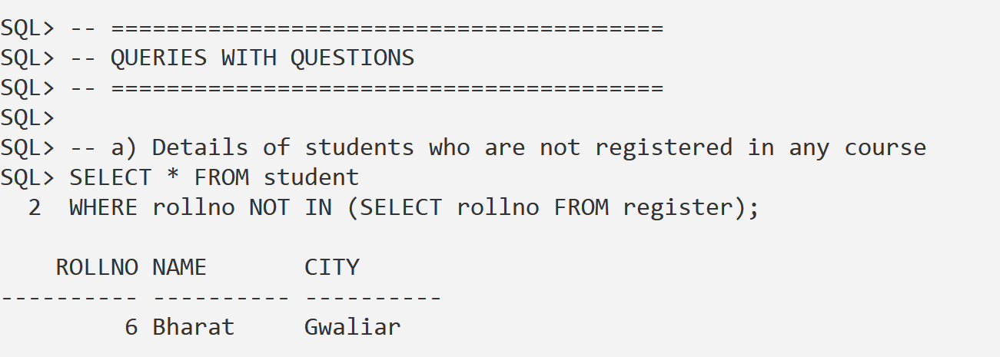 SQL> -- ========================================
SQL> -- QUERIES WITH QUESTIONS
SQL> -- ========================================
SQL>
SQL> -- a) Details of students who are not registered in any course
SQL> SELECT * FROM student
  2  WHERE rollno NOT IN (SELECT rollno FROM register);

    ROLLNO NAME       CITY
---------- ---------- ----------
         6 Bharat     Gwaliar